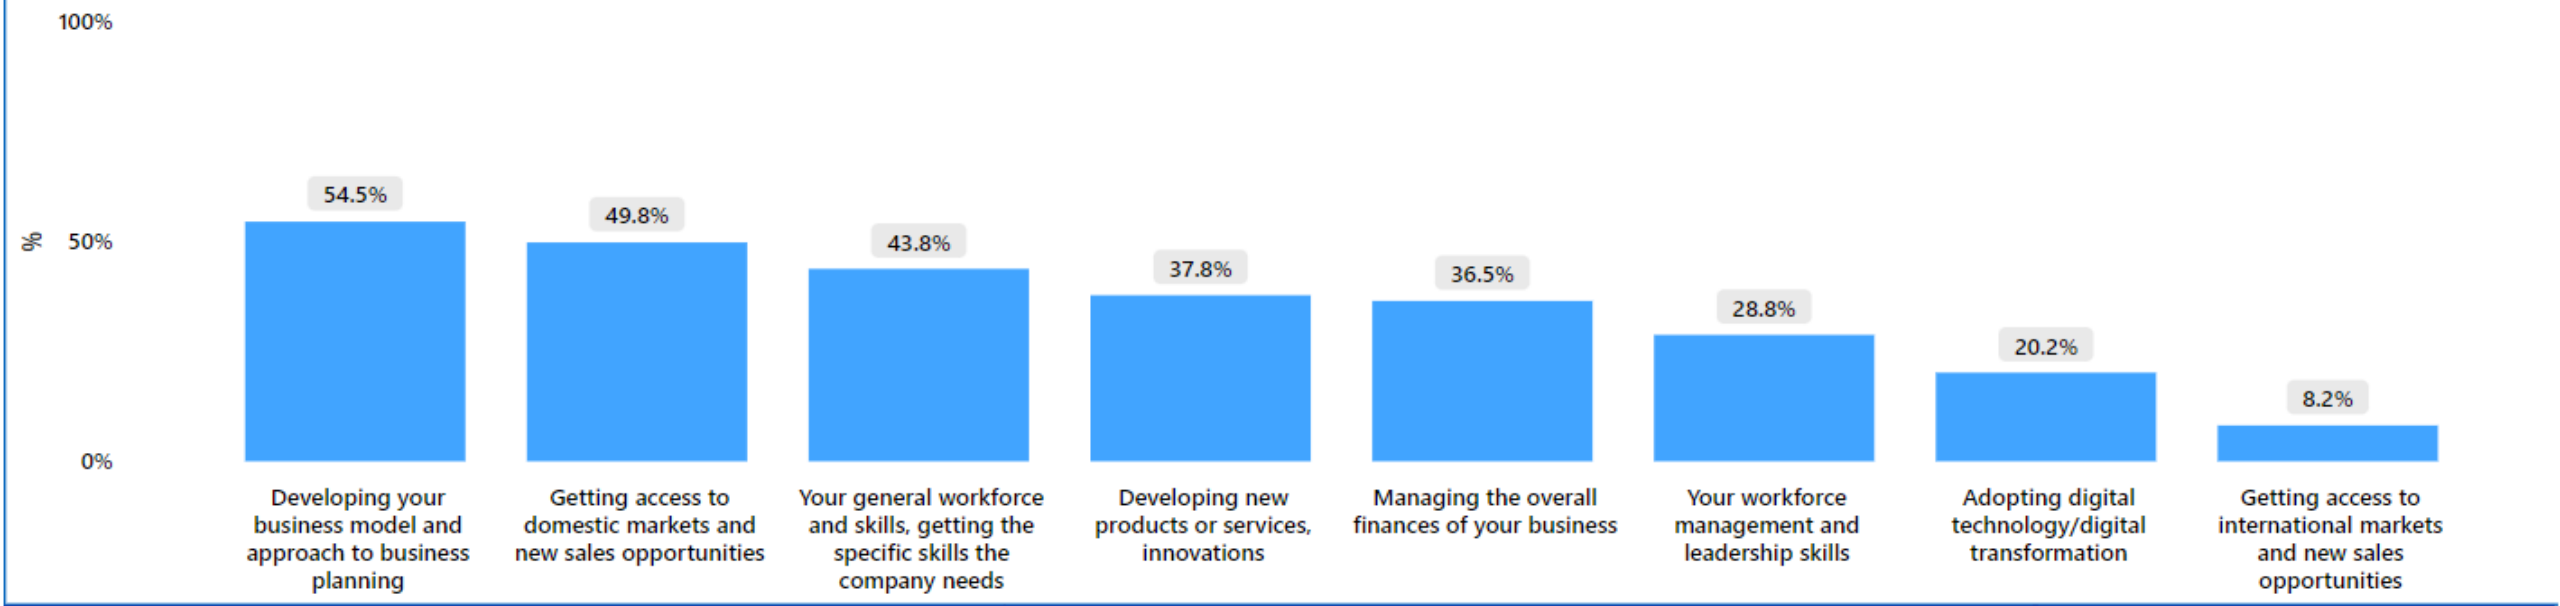 100%
54.5%
49.8%
43.8%
37.8%
36.5%
28.8%
20.2%
8.2%
%
50%
0%
Developing your
business model and
approach to business
planning
Getting access to
domestic markets and
new sales opportunities
Your general workforce
and skills, getting the
specific skills the
company needs
Developing new
products or services,
innovations
Managing the overall
finances of your business
Your workforce
management and
leadership skills
Adopting digital
technology/digital
transformation
Getting access to
international markets
and new sales
opportunities